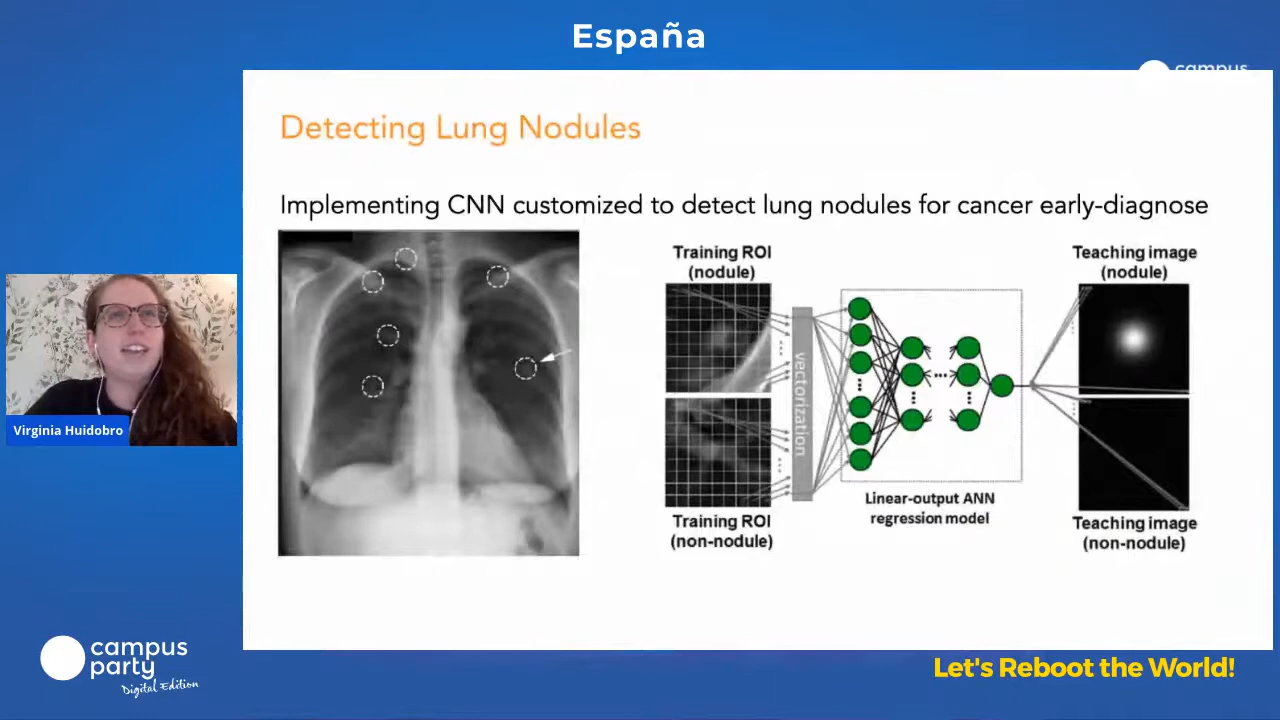 España
campus
Detecting Lung Nodules
Implementing CNN customized to detect lung nodules for cancer early-diagnose
Training ROI
(nodule)
Teaching image
(nodule)
vectorization
Linear-output ANN
regression model
Training ROI
(non-nodule)
Teaching image
(non-nodule)
Virginia Huidobro
campus
party
Digital Edition
Let's Reboot the World!